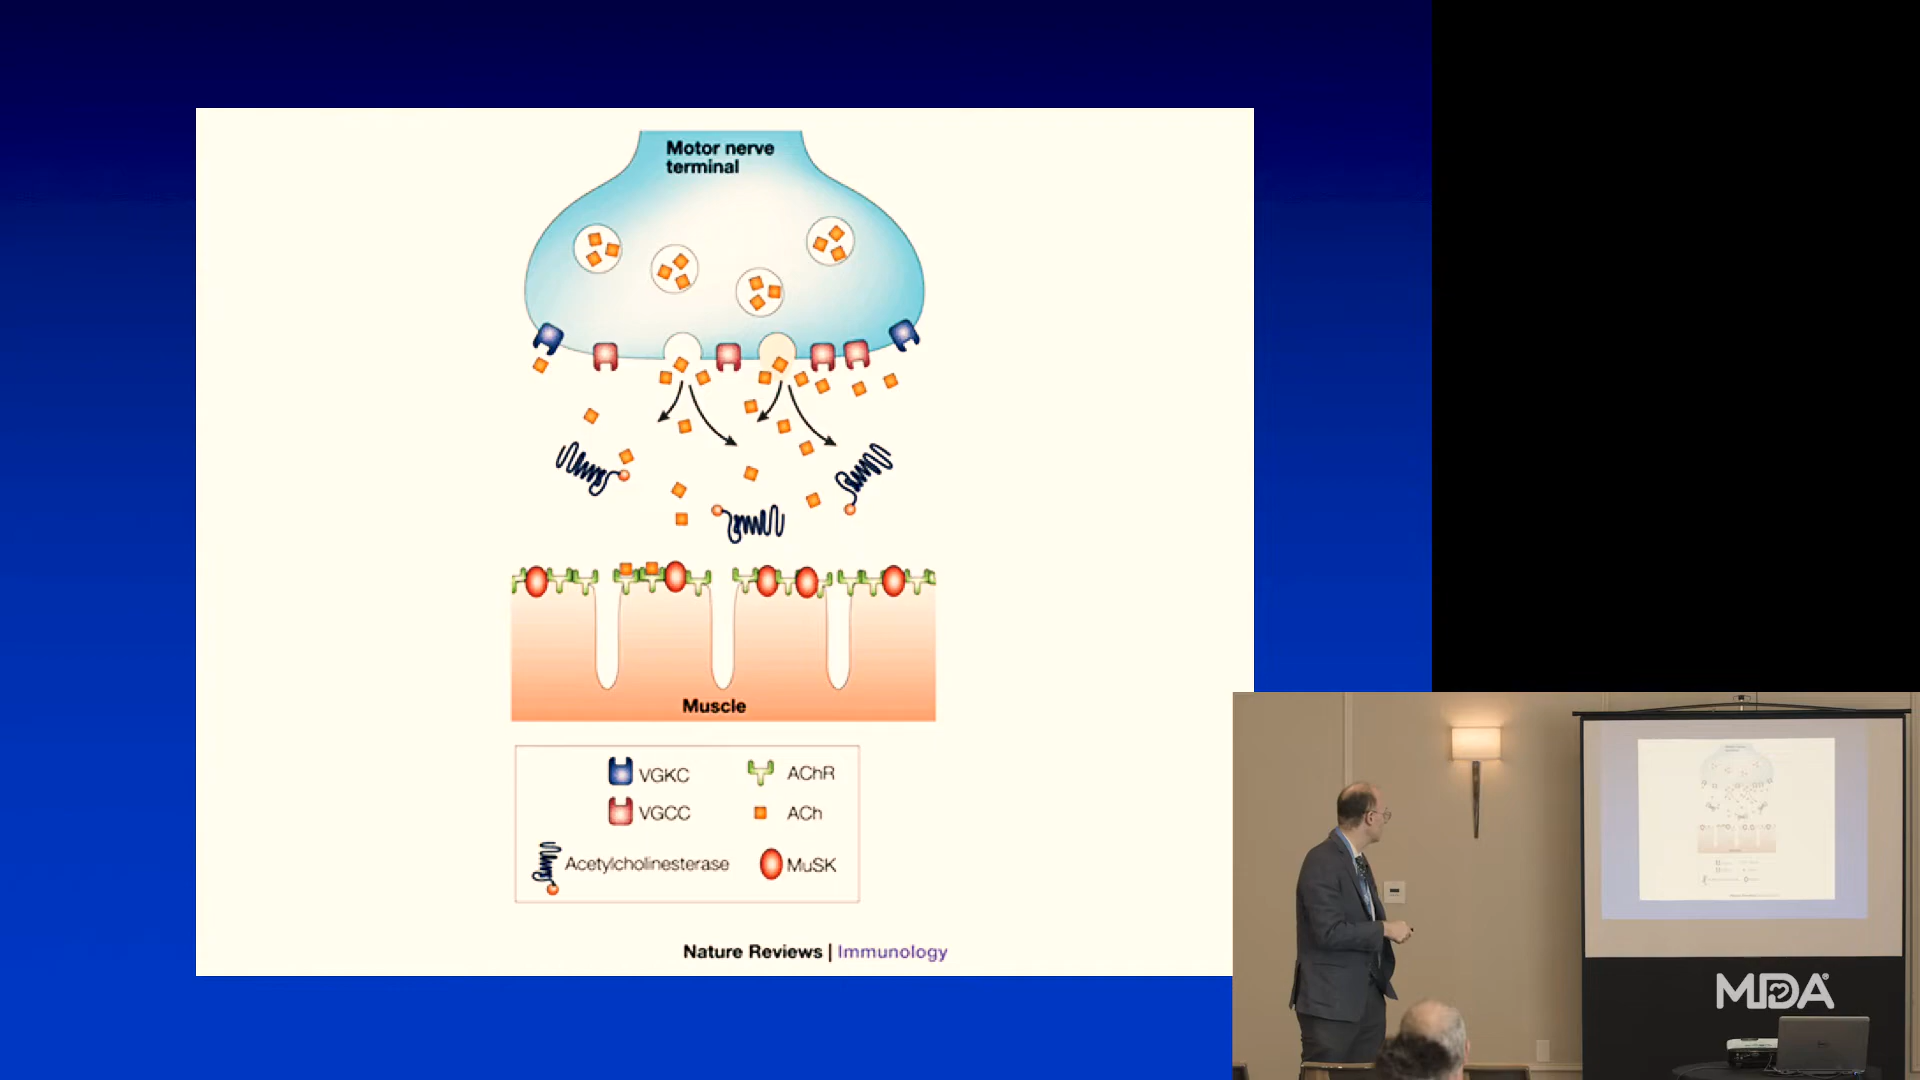 Motor nerve
terminal
Muscle
VGKC
AChR
VGCC
ACh
Acetylcholinesterase
MuSK
Nature Reviews | Immunology
MDA